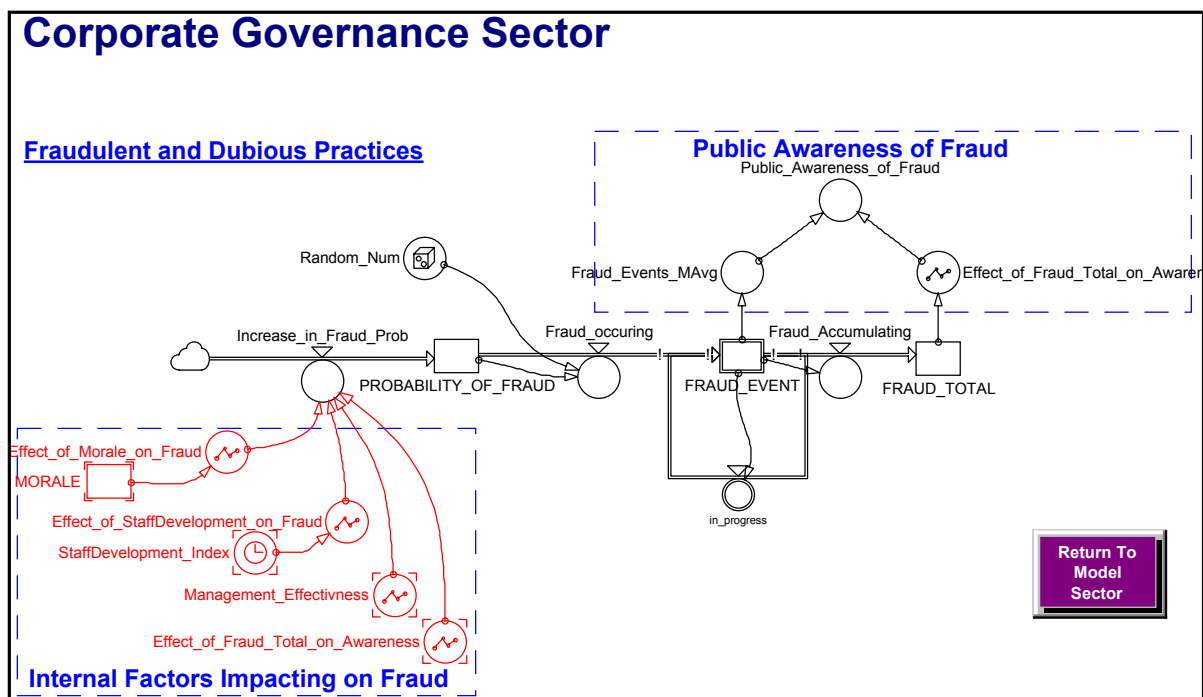 Corporate Governance Sector
Fraudulent and Dubious Practices
Public Awareness of Fraud
Public_Awareness_of_Fraud
Random_Num
Fraud_Events_MAvg
Effect_of_Fraud_Total_on_Awarer
Increase_in_Fraud_Prob
Fraud_occuring
Fraud_Accumulating
PROBABILITY_OF_FRAUD
FRAUD_EVENT
FRAUD_TOTAL
Effect_of_Morale_on_Fraud
MORALE
Effect_of_StaffDevelopment_on_Fraud
StaffDevelopment_Index
in_progress
Management_Effectivness
Effect_of_Fraud_Total_on_Awareness
Internal Factors Impacting on Fraud
Return To
Model
Sector